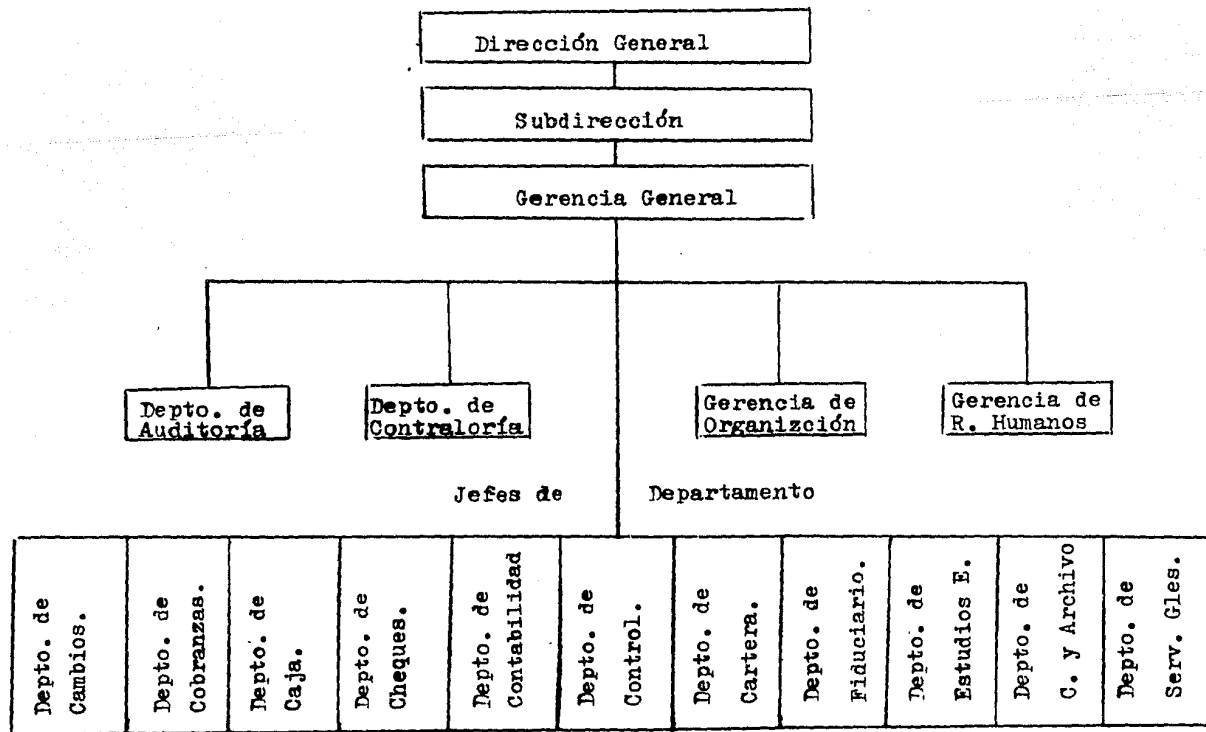 Dirección General
Subdirección
Gerencia General
Depto. de
Auditoría
Depto. de
Contraloría
Gerencia de
Organizción
Gerencia de
R. Humanos
Jefes de Departamento
Depto. de
Cambios.
Depto. de
Cobranzas.
Depto. de
Caja.
Depto. de
Cheques.
Depto. de
Contabilidad
Depto. de
Control.
Depto. de
Cartera.
Depto. de
Fiduciario.
Depto. de
Estudios E.
Depto. de
C. y Archivo
Depto. de
Serv. Gles.